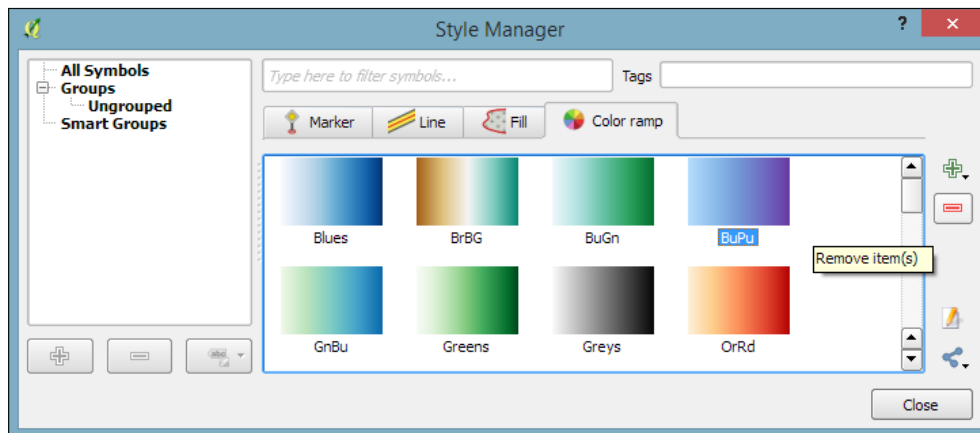 Style Manager
?
All Symbols
Groups
Ungrouped
Smart Groups
Type here to filter symbols...
Tags
Marker
Line
Fill
Color ramp
Blues
BrBG
BuGn
BuPu
Remove item(s)
GnBu
Greens
Greys
OrRd
Close